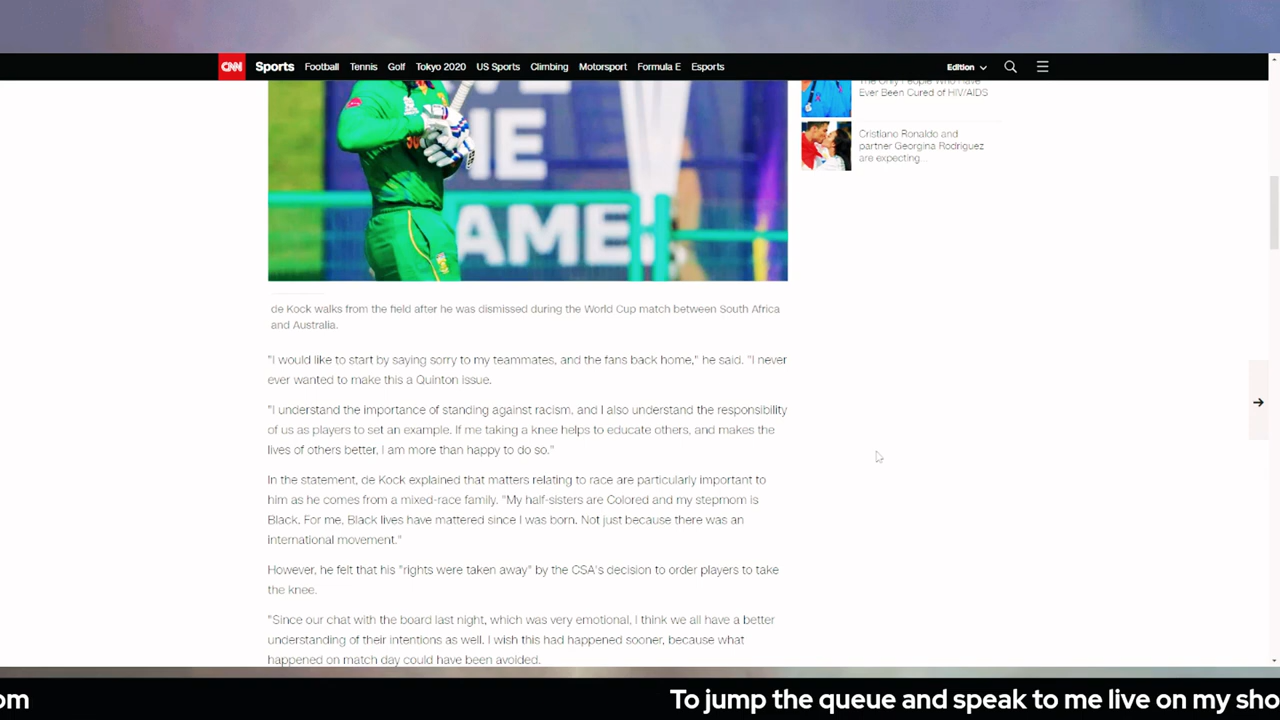 CNN Sports Football Tennis Golf Tokyo 2020 US Sports Climbing Motorsport Formula E Esports Edition
The Only People Who Have
Ever Been Cured of HIV/AIDS
Cristiano Ronaldo and
partner Georgina Rodriguez
are expecting...
THE
GAME
de Kock walks from the field after he was dismissed during the World Cup match between South Africa
and Australia.
"I would like to start by saying sorry to my teammates, and the fans back home," he said. "I never
ever wanted to make this a Quinton issue.
"I understand the importance of standing against racism, and I also understand the responsibility
of us as players to set an example. If me taking a knee helps to educate others, and makes the
lives of others better, I am more than happy to do so."
In the statement, de Kock explained that matters relating to race are particularly important to
him as he comes from a mixed-race family. "My half-sisters are Colored and my stepmom is
Black. For me, Black lives have mattered since I was born. Not just because there was an
international movement."
However, he felt that his "rights were taken away" by the CSA's decision to order players to take
the knee.
"Since our chat with the board last night, which was very emotional, I think we all have a better
understanding of their intentions as well. I wish this had happened sooner, because what
happened on match day could have been avoided.
om To jump the queue and speak to me live on my sho